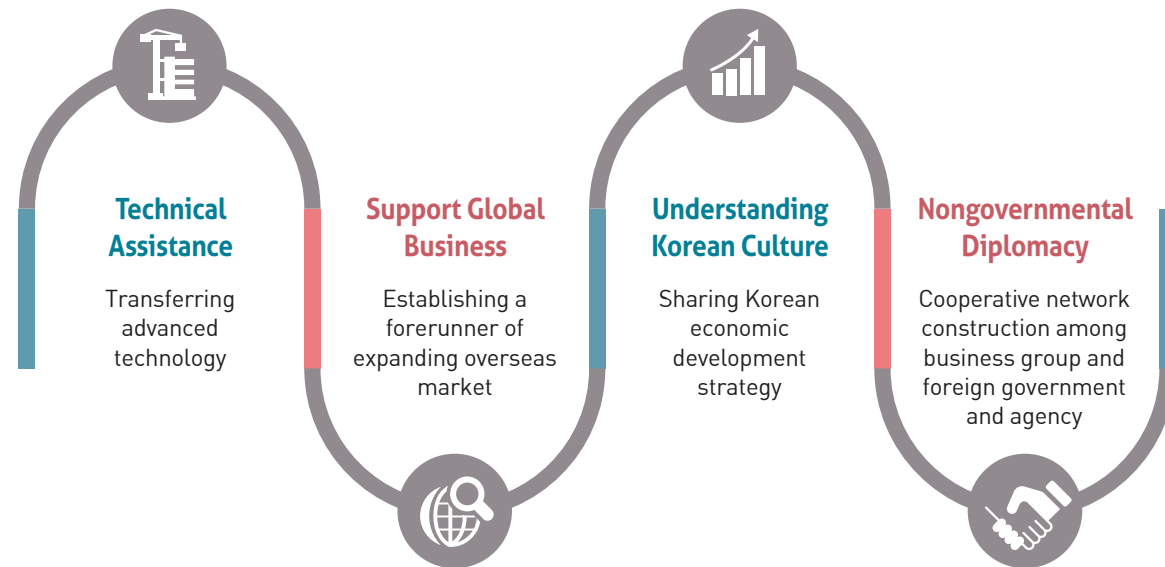 Technical
Assistance
Transferring
advanced
technology
Support Global
Business
Establishing a
forerunner of
expanding overseas
market
Understanding
Korean Culture
Sharing Korean
economic
development
strategy
Nongovernmental
Diplomacy
Cooperative network
construction among
business group and
foreign government
and agency